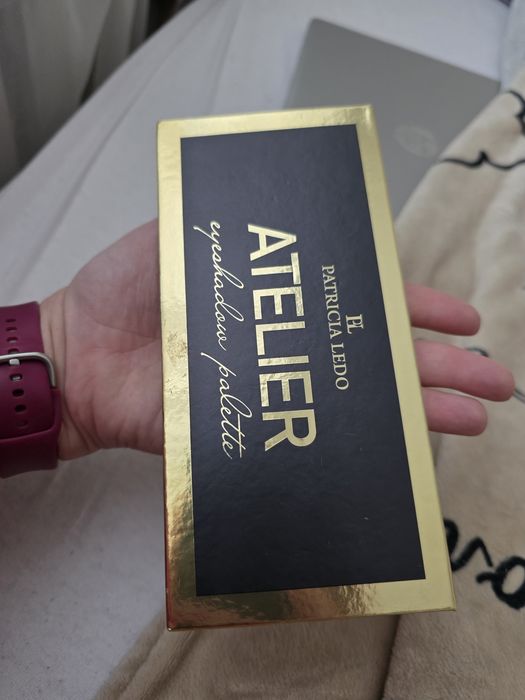 PL
PATRICIA LEDO
ATELIER
eyeshadow palette